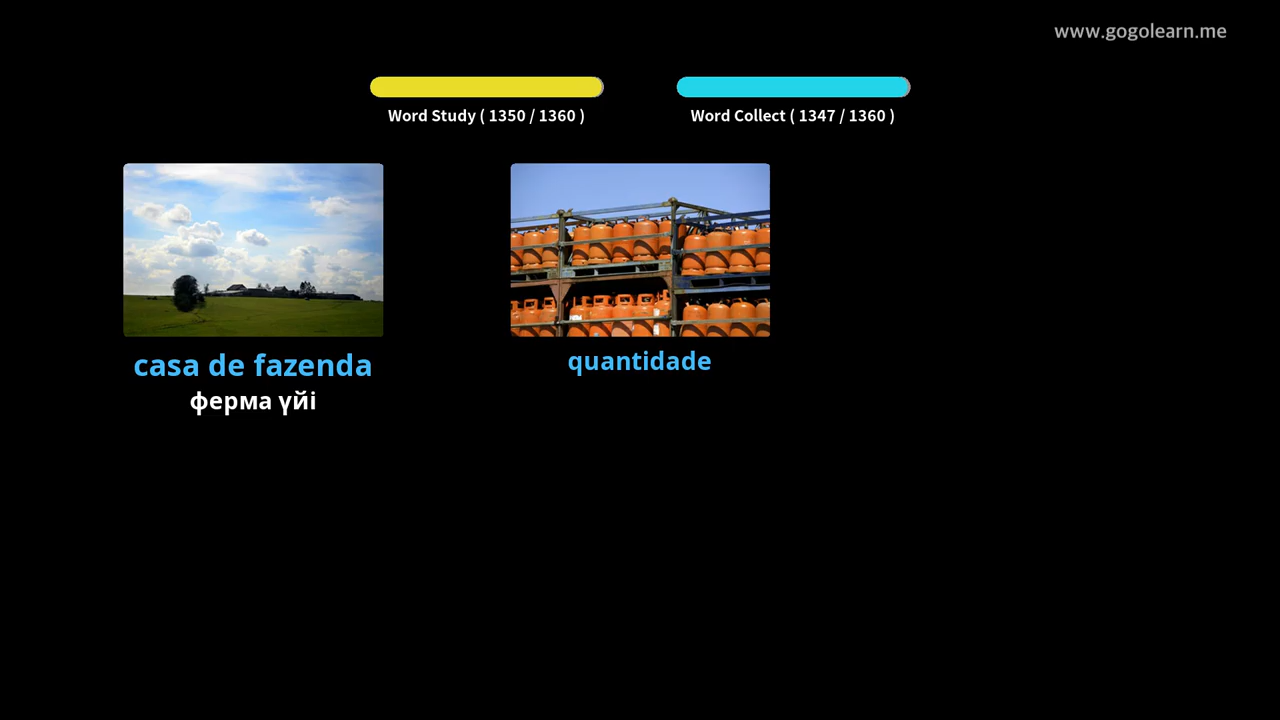 www.gogolearn.me
Word Study ( 1350 / 1360 )
Word Collect ( 1347 / 1360 )
casa de fazenda
ферма үйі
quantidade